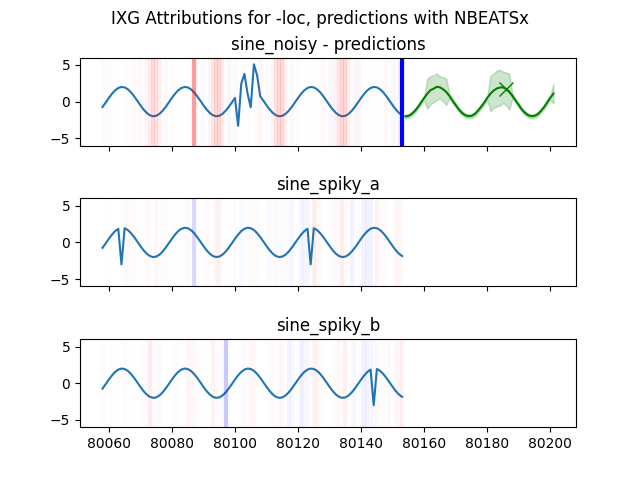 IXG Attributions for -loc, predictions with NBEATSx
sine_noisy - predictions
5
0
−5
sine_spiky_a
5
0
−5
sine_spiky_b
5
0
−5
80060 80080 80100 80120 80140 80160 80180 80200